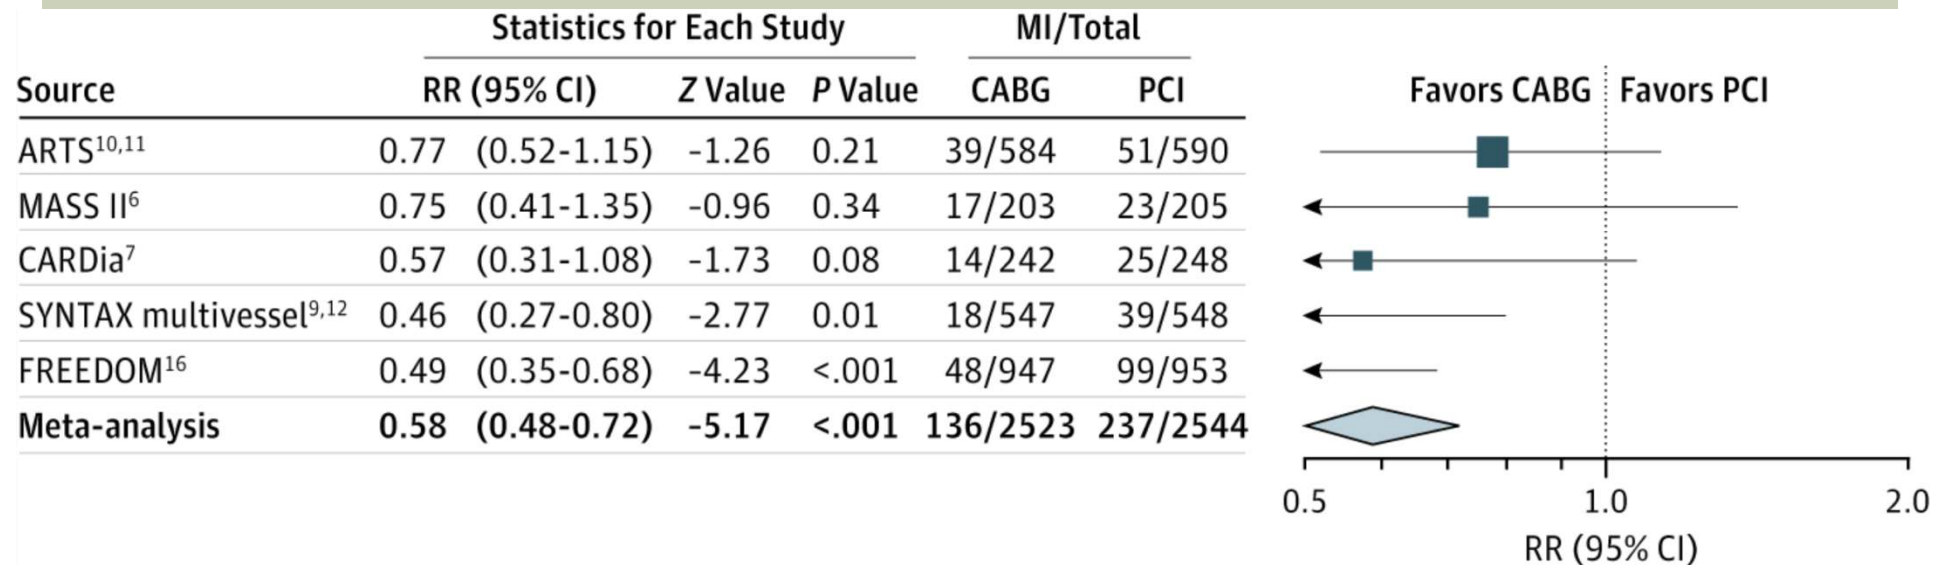 Statistics for Each Study MI/Total
Source RR (95% CI) Z Value P Value CABG PCI Favors CABG Favors PCI
ARTS10,11 0.77 (0.52-1.15) −1.26 0.21 39/584 51/590
MASS II6 0.75 (0.41-1.35) −0.96 0.34 17/203 23/205
CARDia7 0.57 (0.31-1.08) −1.73 0.08 14/242 25/248
SYNTAX multivessel9,12 0.46 (0.27-0.80) −2.77 0.01 18/547 39/548
FREEDOM16 0.49 (0.35-0.68) −4.23 <.001 48/947 99/953
Meta-analysis 0.58 (0.48-0.72) −5.17 <.001 136/2523 237/2544
0.5 1.0 2.0
RR (95% CI)